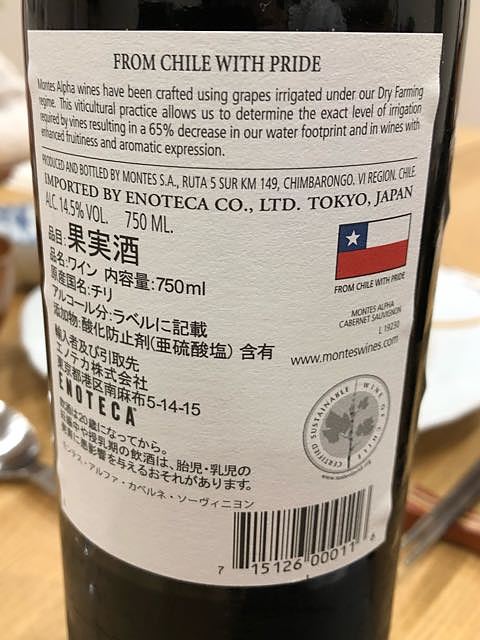 FROM CHILE WITH PRIDE
Montes Alpha wines have been crafted using grapes irrigated under our Dry Farming
regime. This viticultural practice allows us to determine the exact level of irrigation
required by vines resulting in a 65% decrease in our water footprint and in wines with
enhanced fruitiness and aromatic expression.
PRODUCED AND BOTTLED BY MONTES S.A., RUTA 5 SUR KM 149, CHIMBARONGO. VI REGION. CHILE.
IMPORTED BY ENOTECA CO., LTD. TOKYO, JAPAN
ALC. 14.5% VOL. 750 ML.
品目:果実酒
品名:ワイン 内容量:750ml
原産国名:チリ
アルコール分:ラベルに記載
添加物:酸化防止剤(亜硫酸塩)含有
輸入者及び引取先
エノテカ株式会社
東京都港区南麻布5-14-15
ENOTECA
飲酒は20歳になってから。
妊娠中や授乳期の飲酒は、胎児・乳児の
発育に悪影響を与えるおそれがあります。
モンテス・アルファ・カベルネ・ソーヴィニヨン
FROM CHILE WITH PRIDE
MONTES ALPHA
CABERNET SAUVIGNON
L 19230
www.monteswines.com
CERTIFIED SUSTAINABLE WINE OF CHILE
7 15126 00011 6